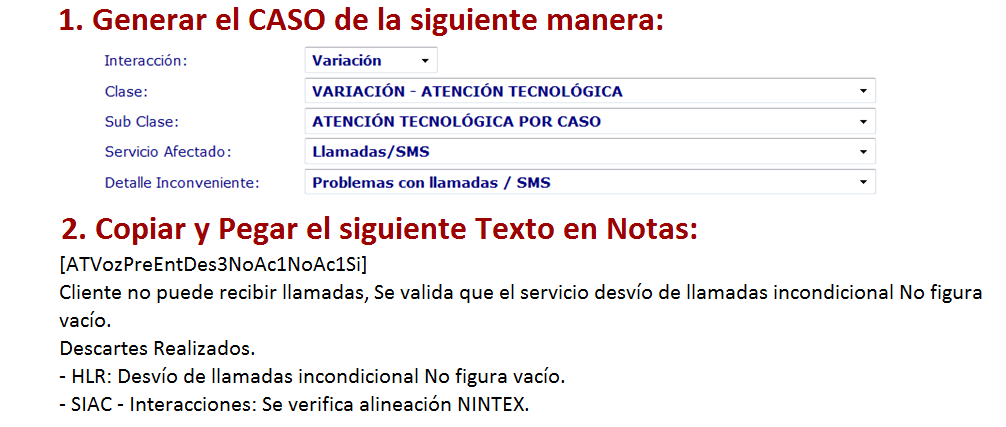 1. Generar el CASO de la siguiente manera:
Interacción: Variación
Clase: VARIACIÓN - ATENCIÓN TECNOLÓGICA
Sub Clase: ATENCIÓN TECNOLÓGICA POR CASO
Servicio Afectado: Llamadas/SMS
Detalle Inconveniente: Problemas con llamadas / SMS
2. Copiar y Pegar el siguiente Texto en Notas:
[ATVozPreEntDes3NoAc1NoAc1Si]
Cliente no puede recibir llamadas, Se valida que el servicio desvío de llamadas incondicional No figura
vacío.
Descartes Realizados.
- HLR: Desvío de llamadas incondicional No figura vacío.
- SIAC - Interacciones: Se verifica alineación NINTEX.